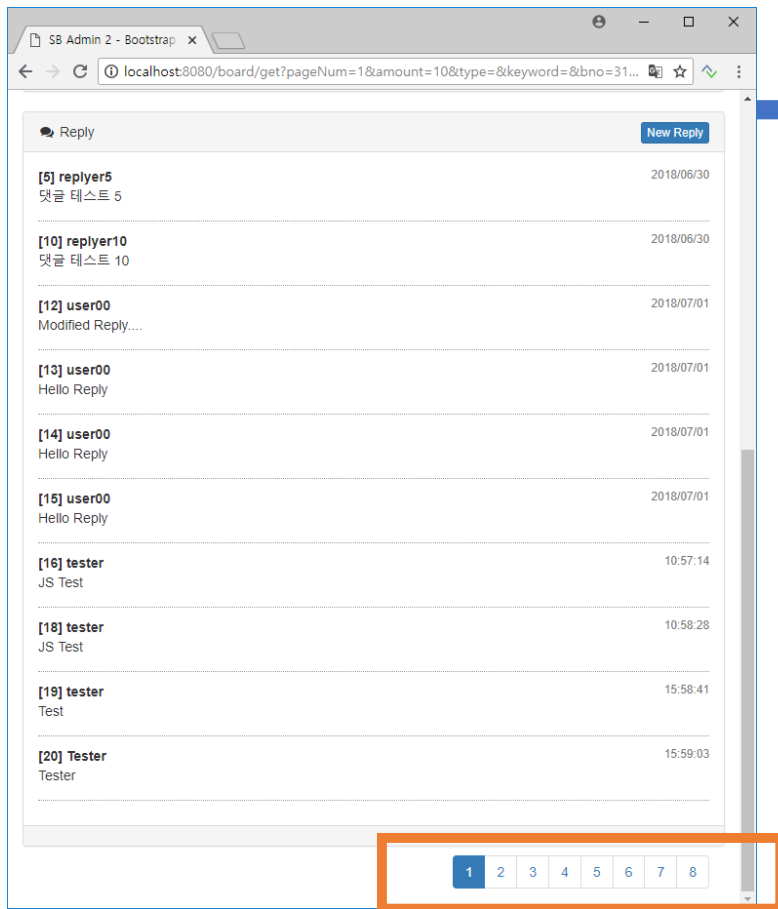 SB Admin 2 - Bootstrap
localhost:8080/board/get?pageNum=1&amount=10&type=&keyword=&bno=31...
Reply New Reply
[5] replyer5 2018/06/30
댓글 테스트 5
[10] replyer10 2018/06/30
댓글 테스트 10
[12] user00 2018/07/01
Modified Reply....
[13] user00 2018/07/01
Hello Reply
[14] user00 2018/07/01
Hello Reply
[15] user00 2018/07/01
Hello Reply
[16] tester 10:57:14
JS Test
[18] tester 10:58:28
JS Test
[19] tester 15:58:41
Test
[20] Tester 15:59:03
Tester
1 2 3 4 5 6 7 8